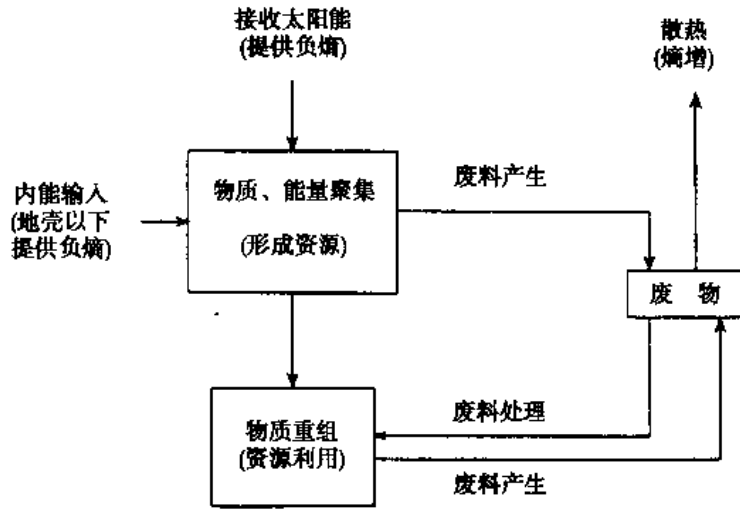 接收太阳能
(提供负熵)
散热
(熵增)
内能输入
(地壳以下
提供负熵)
物质、能量聚集
(形成资源)
废料产生
废 物
物质重组
(资源利用)
废料处理
废料产生